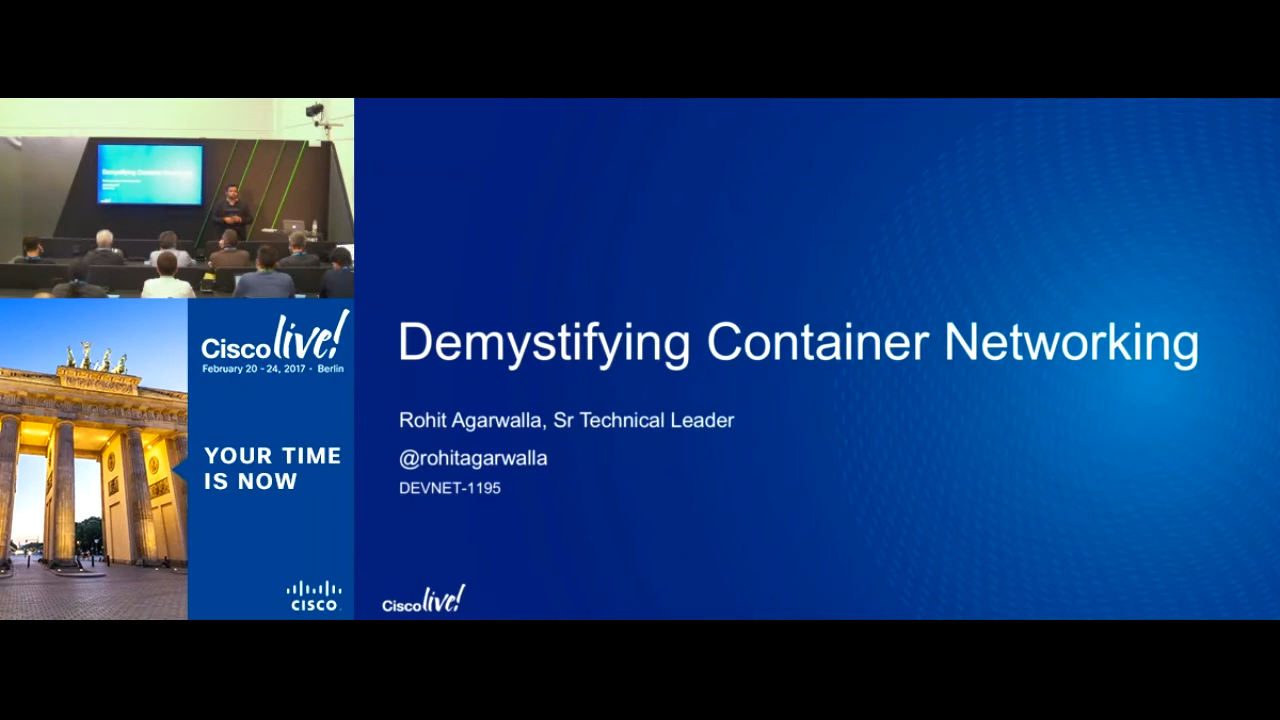 Demystifying Container Networking
Rohit Agarwalla, Sr Technical Leader
@rohitagarwalla
DEVNET-1195
Cisco live!
Cisco live!
February 20 - 24, 2017 • Berlin
YOUR TIME
IS NOW
CISCO